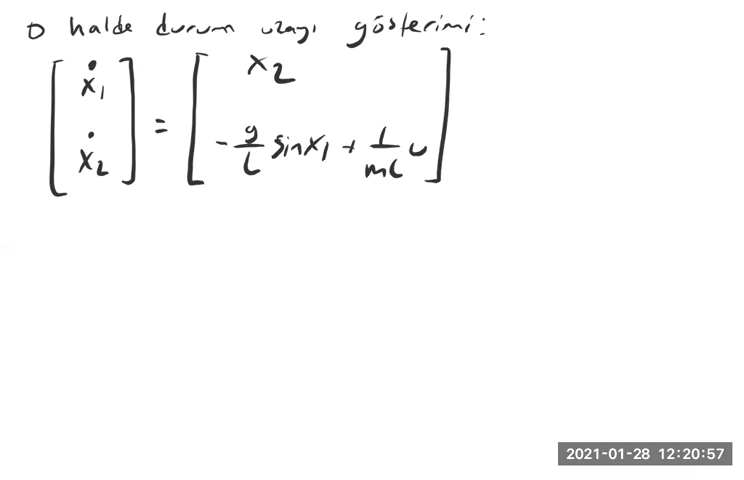 O halde durum uzayı gösterimi:
[ẋ₁; ẋ₂] = [x₂; -g/L sinx₁ + 1/(mL) u]
2021-01-28 12:20:57